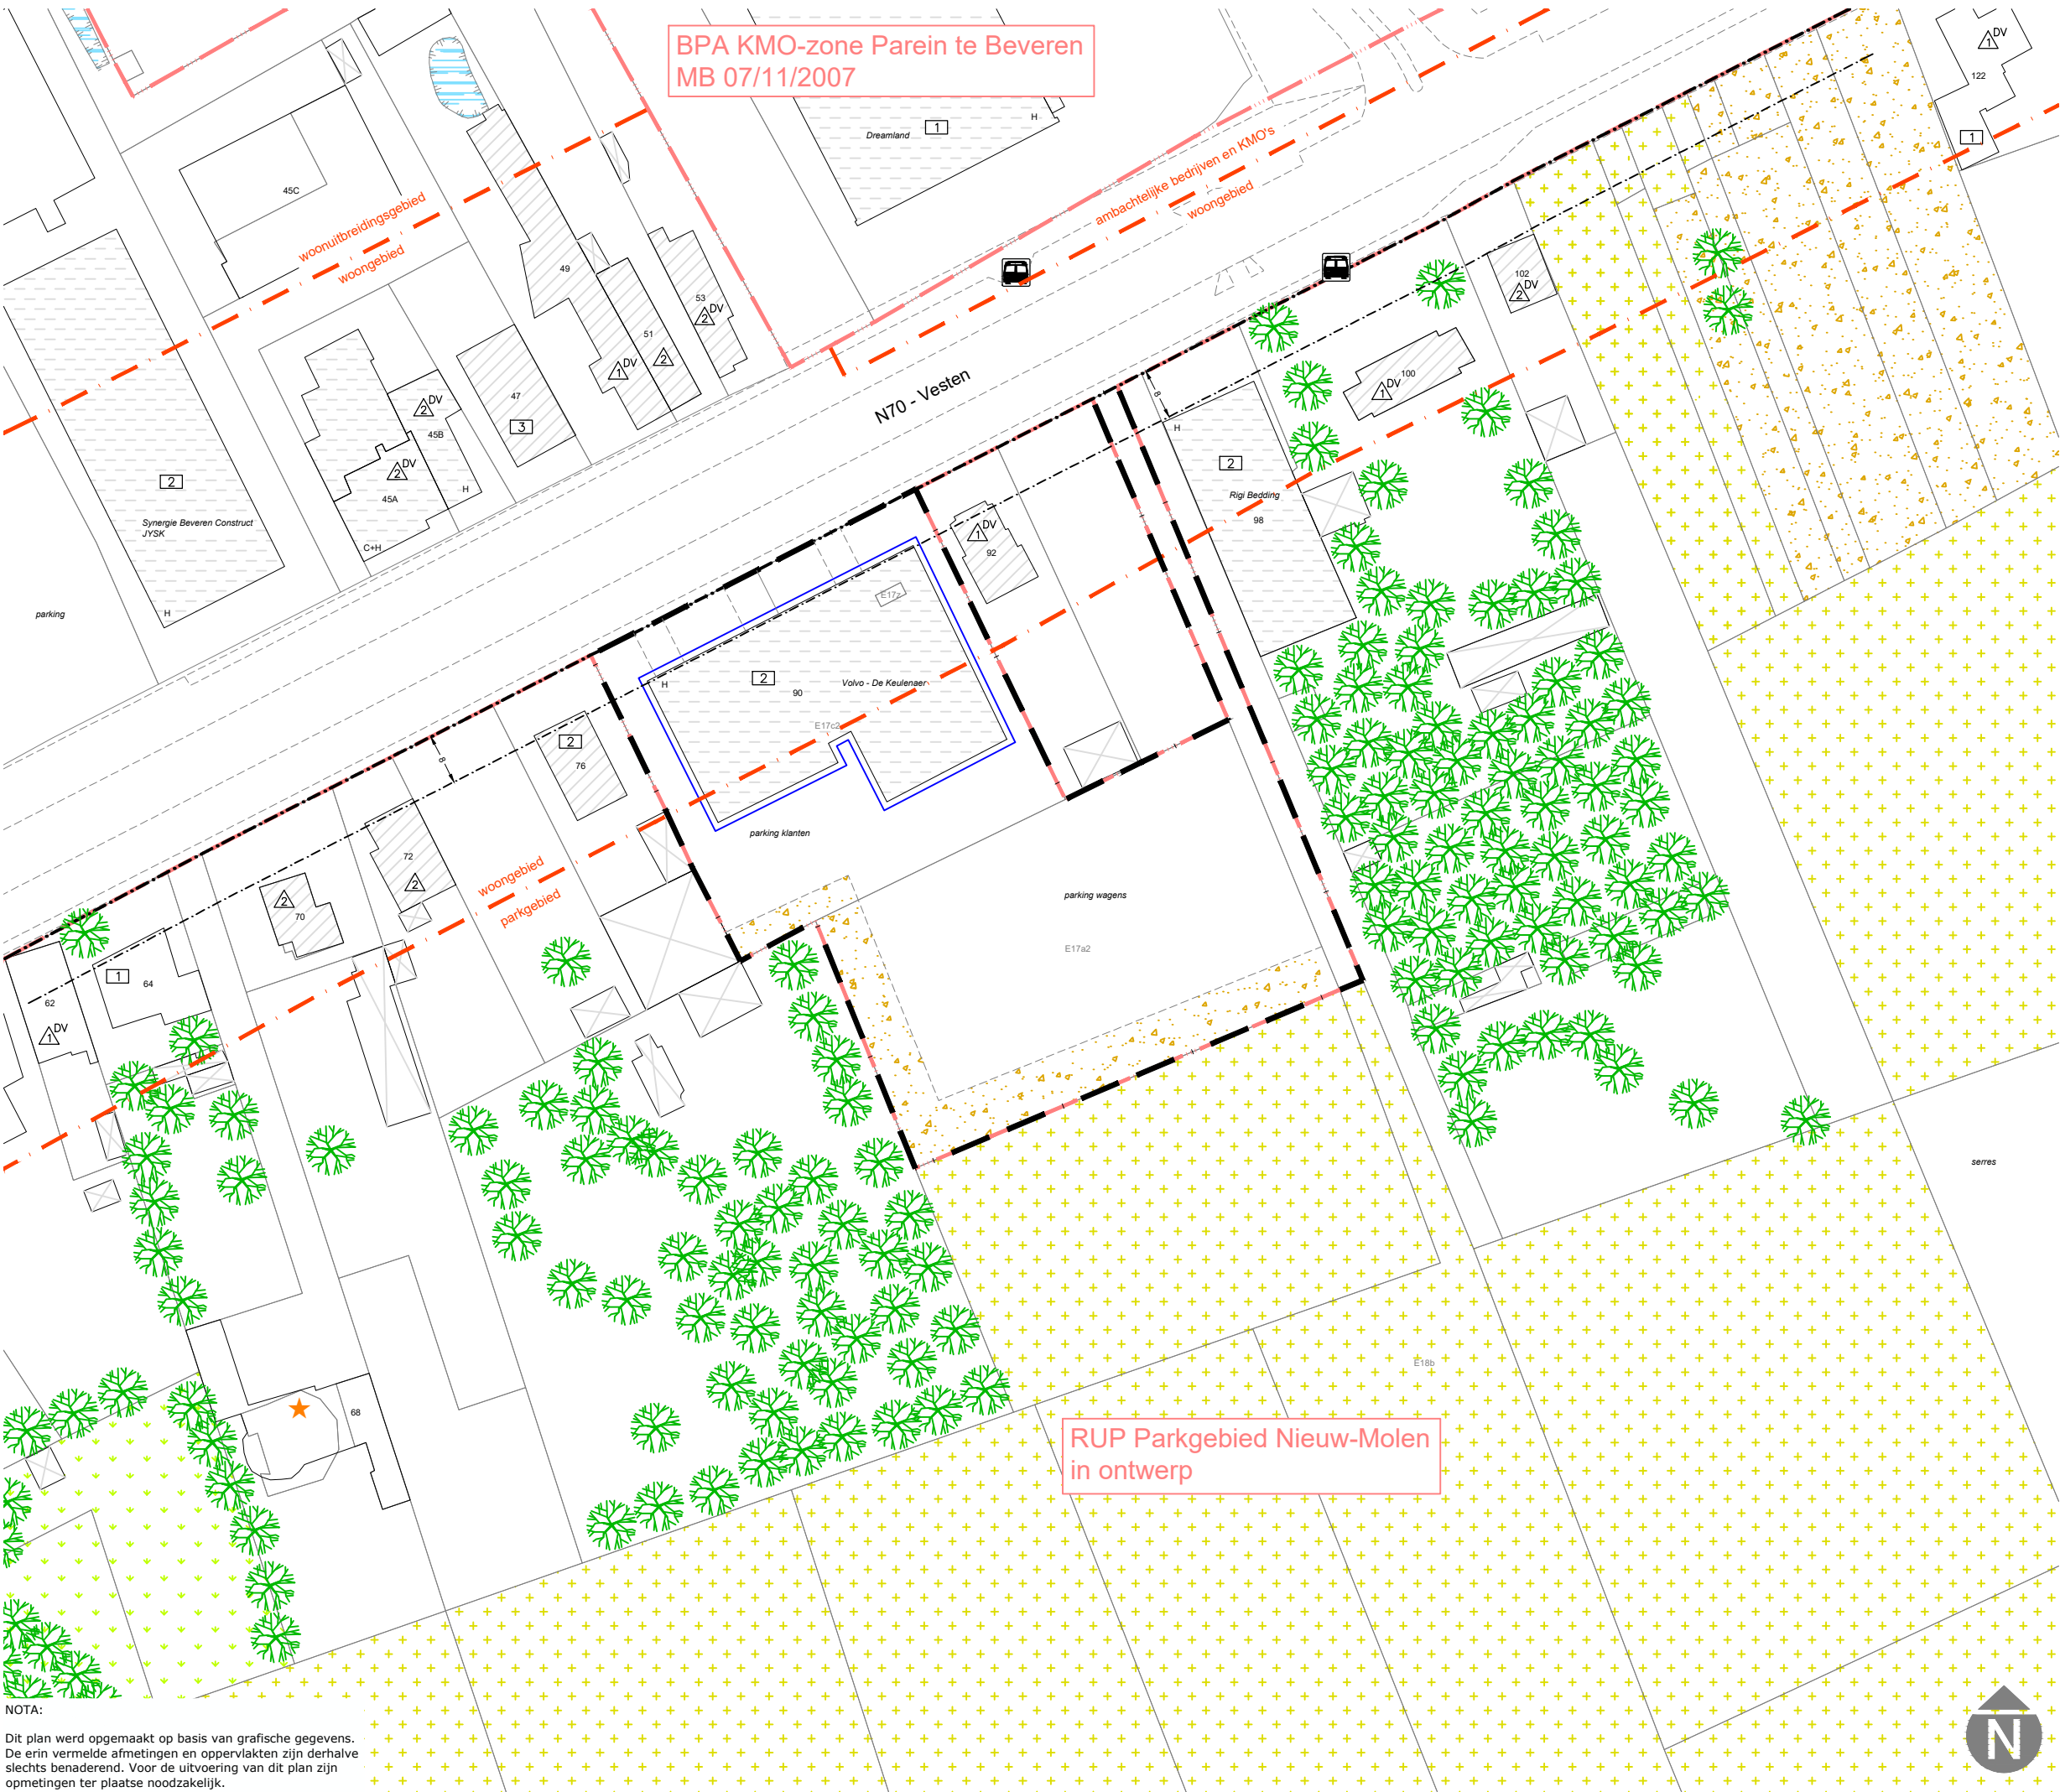 BPA KMO-zone Parein te Beveren
MB 07/11/2007
DV
1
122
1
Dreamland
1
H
45C
woonuitbreidingsgebied
woongebied
ambachtelijke bedrijven en KMO's
woongebied
49
53
2 DV
51
2
1 DV
102
2 DV
100
1 DV
47
3
2 DV
45B
2 DV
45A
H
C+H
N70 - Vesten
8
H
2
Rigi Bedding
98
2
Synergie Beveren Construct
JYSK
H
parking
1 DV
92
E17z
2
90
Volvo - De Keulenaer
H
E17c2
2
76
8
parking klanten
72
2
woongebied
parkgebied
2
70
parking wagens
E17a2
1
64
62
1 DV
serres
E18b
68
RUP Parkgebied Nieuw-Molen
in ontwerp
NOTA:
Dit plan werd opgemaakt op basis van grafische gegevens.
De erin vermelde afmetingen en oppervlakten zijn derhalve
slechts benaderend. Voor de uitvoering van dit plan zijn
opmetingen ter plaatse noodzakelijk.
N